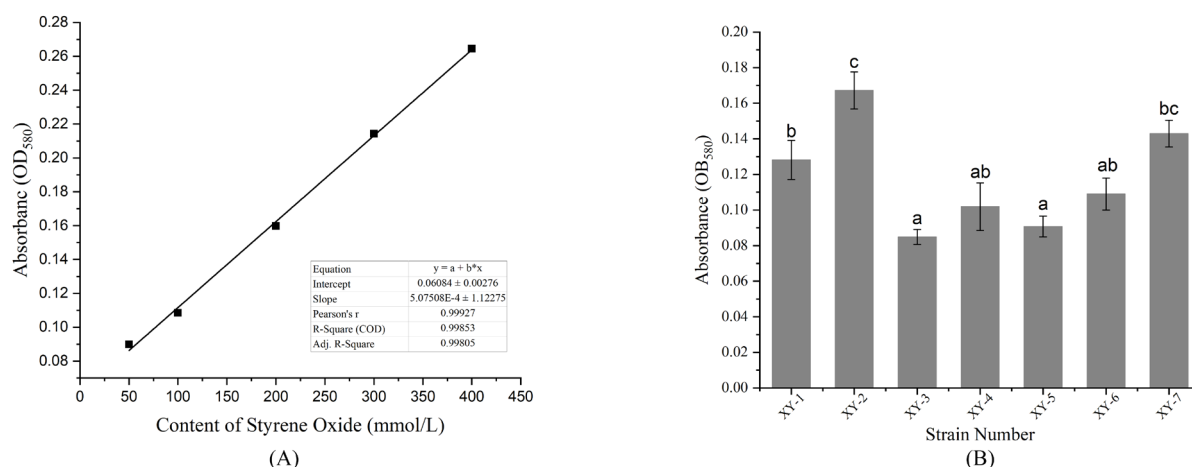 0.28
0.26
0.24
0.22
0.20
0.18
0.16
0.14
0.12
0.10
0.08
Absorbanc (OD580)
Equation y = a + b*x
Intercept 0.06084 ± 0.00276
Slope 5.07508E-4 ± 1.12275
Pearson's r 0.99927
R-Square (COD) 0.99853
Adj. R-Square 0.99805
0 50 100 150 200 250 300 350 400 450
Content of Styrene Oxide (mmol/L)
(A)
0.20
0.18
0.16
0.14
0.12
0.10
0.08
0.06
0.04
0.02
0.00
Absorbance (OB580)
b c a ab a ab bc
XY-1 XY-2 XY-3 XY-4 XY-5 XY-6 XY-7
Strain Number
(B)